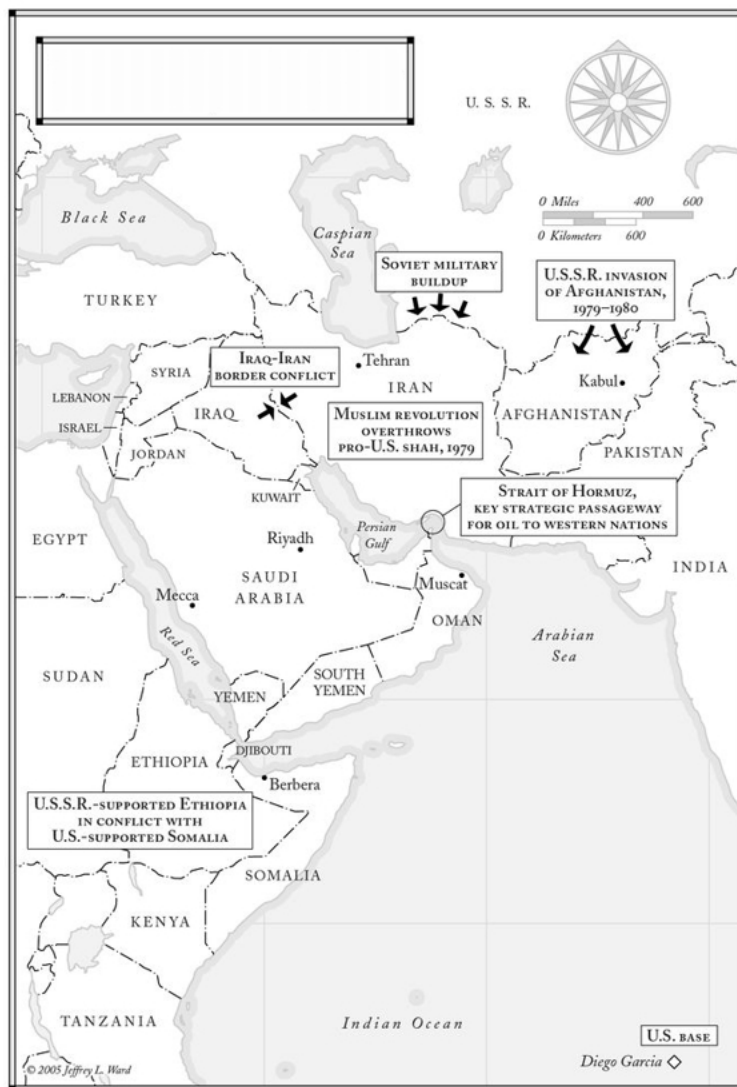 U. S. S. R.
Black Sea
Caspian
Sea
0 Miles 400 600
0 Kilometers 600
SOVIET MILITARY
BUILDUP
U.S.S.R. INVASION
OF AFGHANISTAN,
1979–1980
TURKEY
Tehran
IRAQ-IRAN
BORDER CONFLICT
SYRIA
IRAN
Kabul
LEBANON
IRAQ
MUSLIM REVOLUTION
OVERTHROWS
PRO-U.S. SHAH, 1979
AFGHANISTAN
ISRAEL
JORDAN
PAKISTAN
KUWAIT
STRAIT OF HORMUZ,
KEY STRATEGIC PASSAGEWAY
FOR OIL TO WESTERN NATIONS
Persian
Gulf
EGYPT
Riyadh
INDIA
SAUDI
ARABIA
Muscat
Mecca
OMAN
Red Sea
Arabian
Sea
SUDAN
SOUTH
YEMEN
YEMEN
DJIBOUTI
ETHIOPIA
Berbera
U.S.S.R.-SUPPORTED ETHIOPIA
IN CONFLICT WITH
U.S.-SUPPORTED SOMALIA
SOMALIA
KENYA
TANZANIA
Indian Ocean
U.S. BASE
Diego Garcia
© 2005 Jeffrey L. Ward